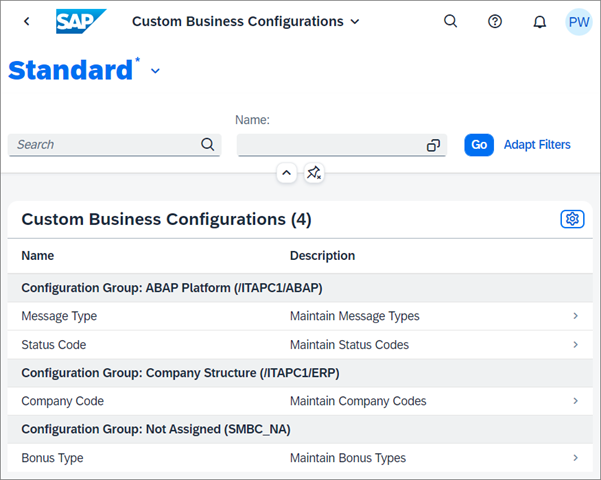 SAP Custom Business Configurations PW
Standard*
Name:
Search Go Adapt Filters
Custom Business Configurations (4)
Name Description
Configuration Group: ABAP Platform (/ITAPC1/ABAP)
Message Type Maintain Message Types
Status Code Maintain Status Codes
Configuration Group: Company Structure (/ITAPC1/ERP)
Company Code Maintain Company Codes
Configuration Group: Not Assigned (SMBC_NA)
Bonus Type Maintain Bonus Types